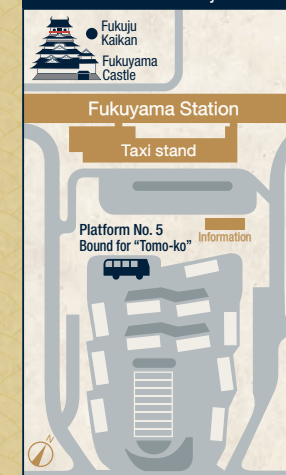 Fukuju
Kaikan
Fukuyama
Castle
Fukuyama Station
Taxi stand
Platform No. 5
Bound for “Tomo-ko”
Information
N